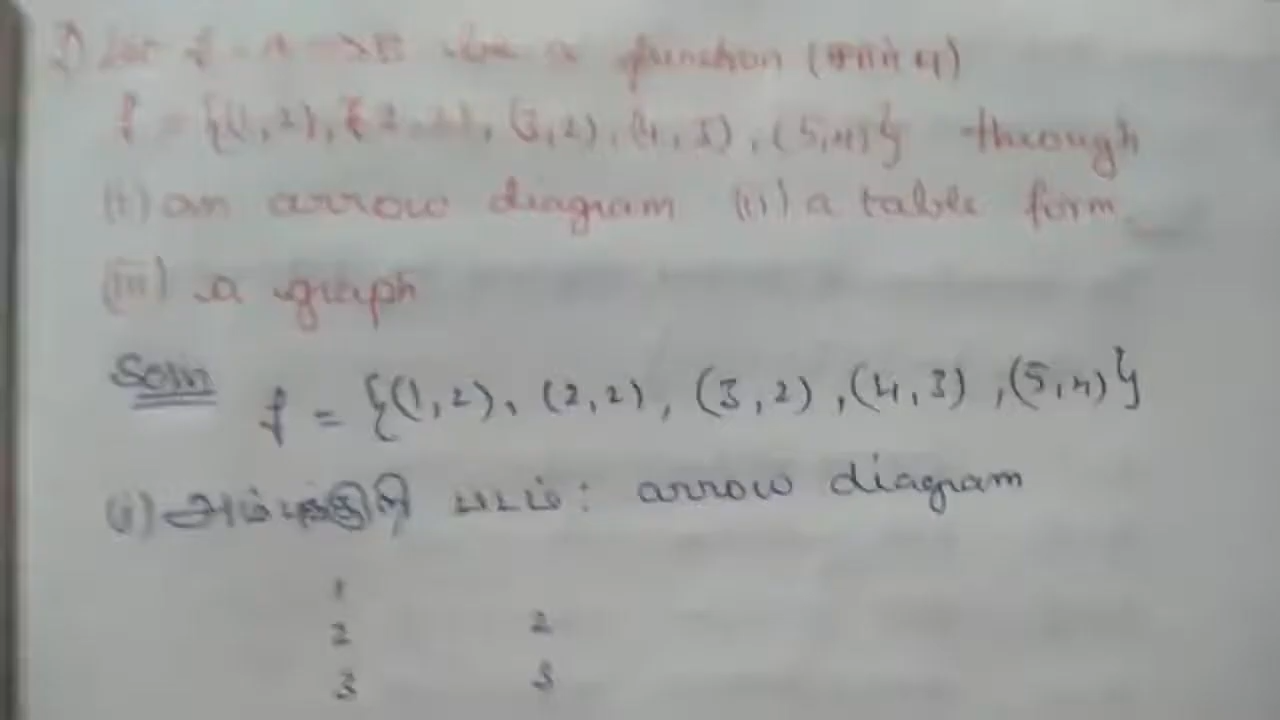 f : A → B be a function (சார்பு)
f = {(1,2), (2,2), (3,2), (4,3), (5,4)} through
(i) an arrow diagram (ii) a table form
(iii) a graph
Soln
f = {(1,2), (2,2), (3,2), (4,3), (5,4)}
(i) அம்புக்குறி படம் : arrow diagram
1
2 2
3 3